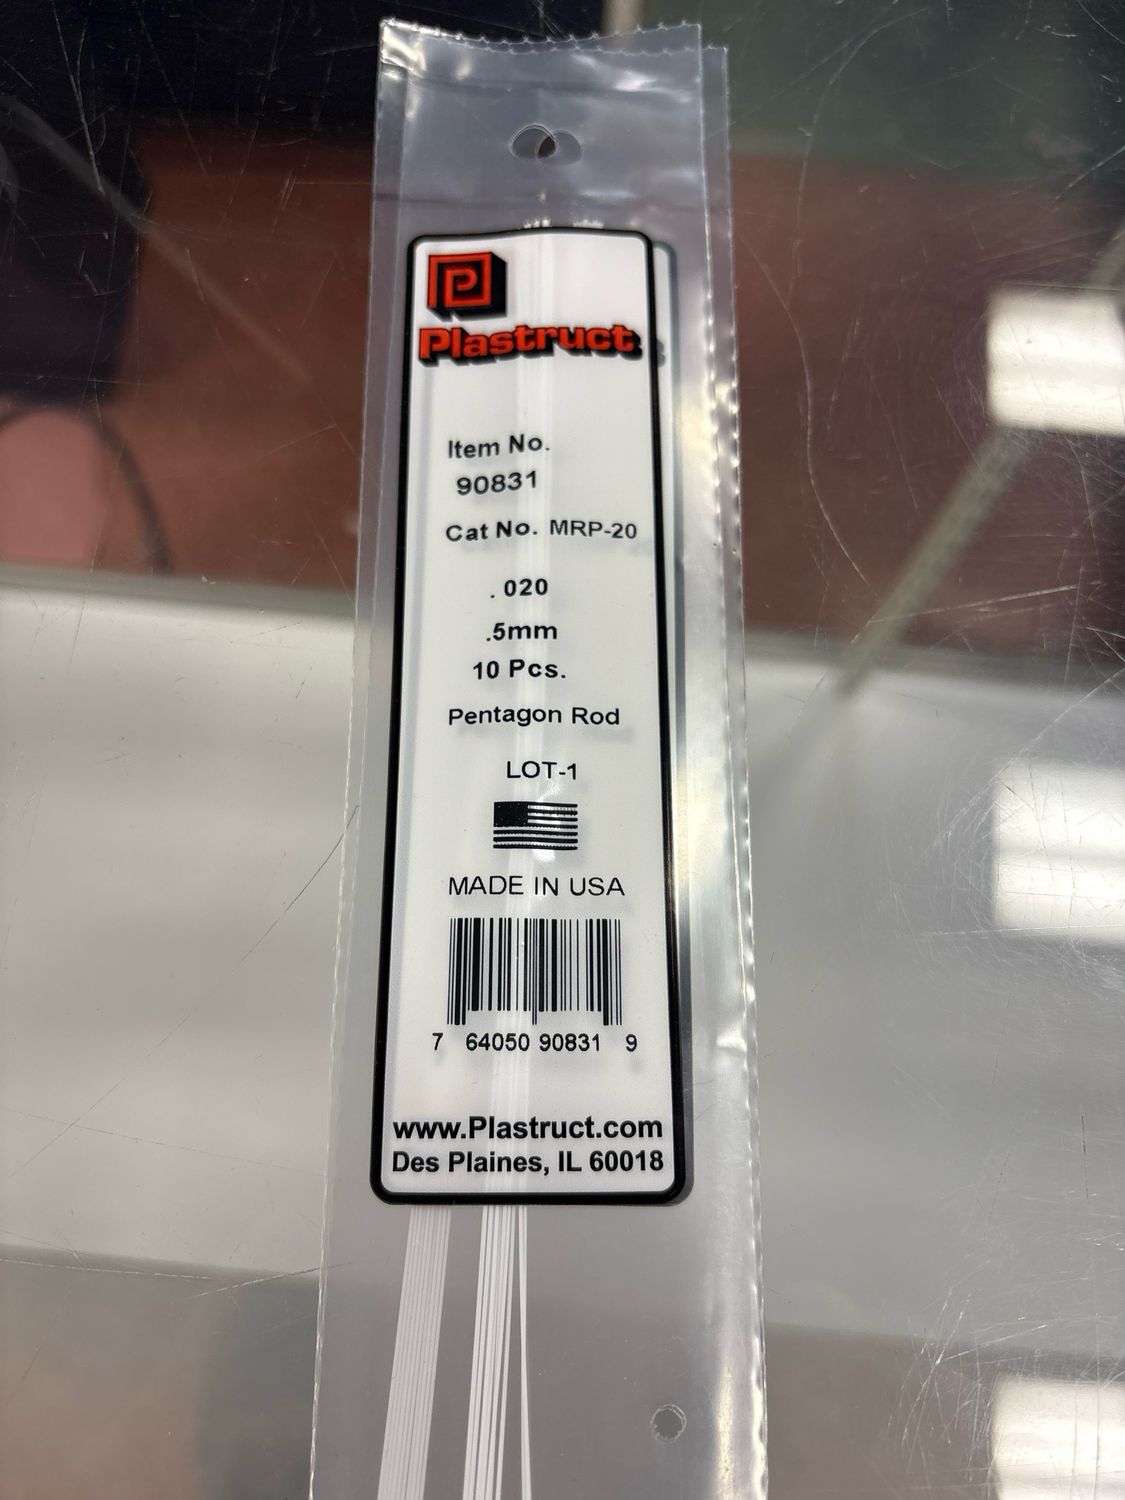 P
Plastruct
Item No.
90831
Cat No. MRP-20
.020
.5mm
10 Pcs.
Pentagon Rod
LOT-1
MADE IN USA
7 64050 90831 9
www.Plastruct.com
Des Plaines, IL 60018